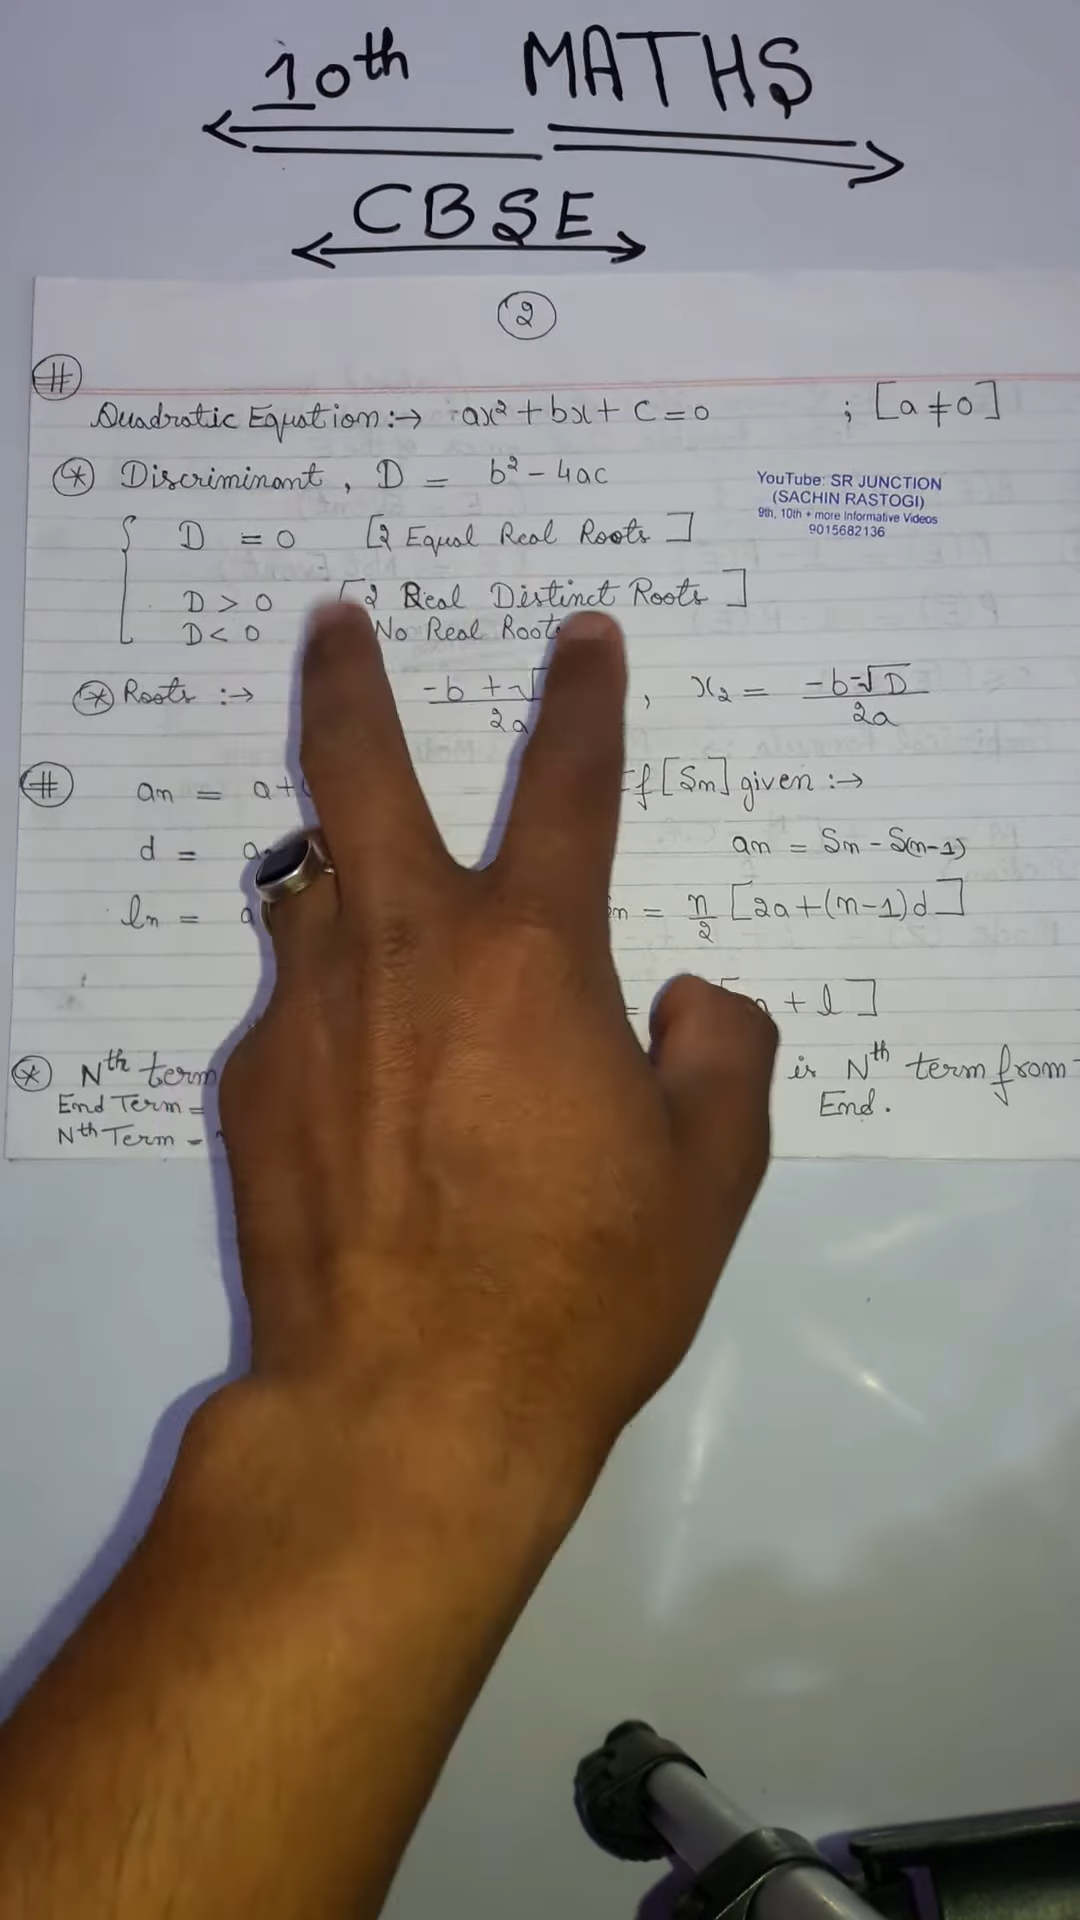 10th MATHS
CBSE
2
# Quadratic Equation :→ ax² + bx + c = 0 ; [a ≠ 0]
* Discriminant , D = b² - 4ac
YouTube: SR JUNCTION
(SACHIN RASTOGI)
9th, 10th + more Informative Videos
9015682136
D = 0 [2 Equal Real Roots]
D > 0 [2 Real Distinct Roots]
D < 0 No Real
* Roots :→ -b + √ / 2a , x₂ = -b - √D / 2a
# an = a + [Sn] given :→
d = an = Sn - S(n-1)
ln = = n/2 [2a + (n-1)d]
= + l]
* Nth term is Nth term from
End Term = End.
Nth Term =